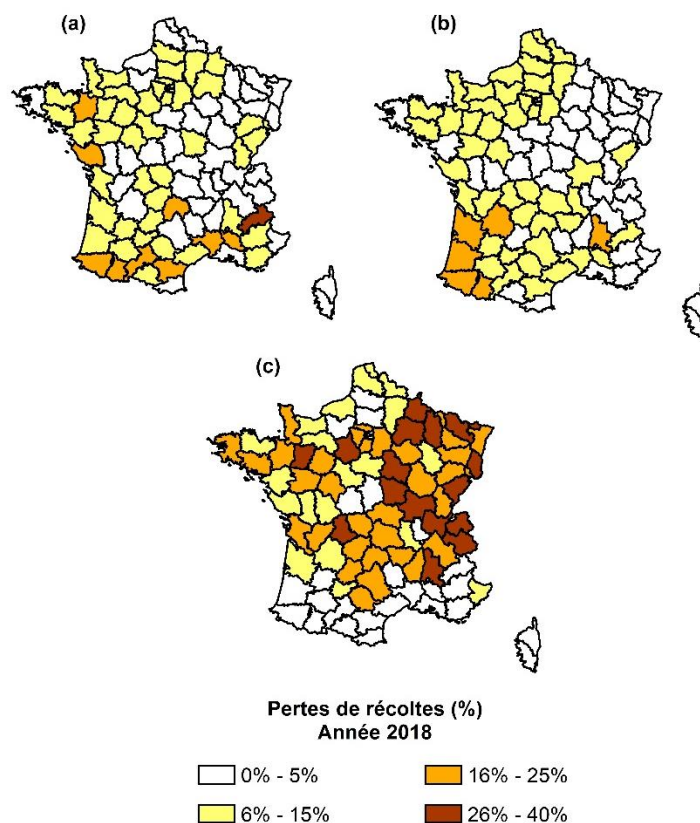 (a)
(b)
(c)
Pertes de récoltes (%)
Année 2018
0% - 5%
16% - 25%
6% - 15%
26% - 40%